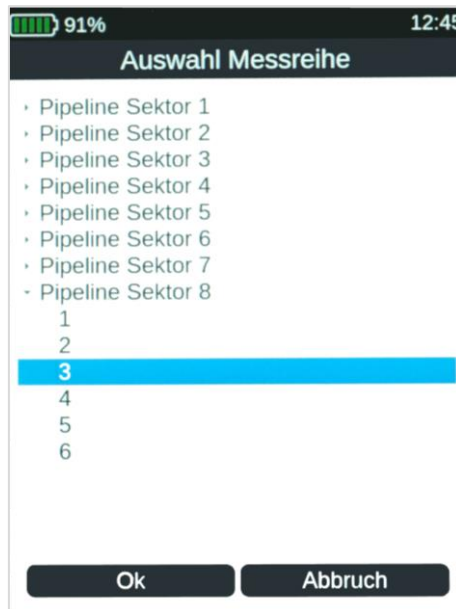 91% 12:45
Auswahl Messreihe
Pipeline Sektor 1
Pipeline Sektor 2
Pipeline Sektor 3
Pipeline Sektor 4
Pipeline Sektor 5
Pipeline Sektor 6
Pipeline Sektor 7
Pipeline Sektor 8
1
2
3
4
5
6
Ok Abbruch